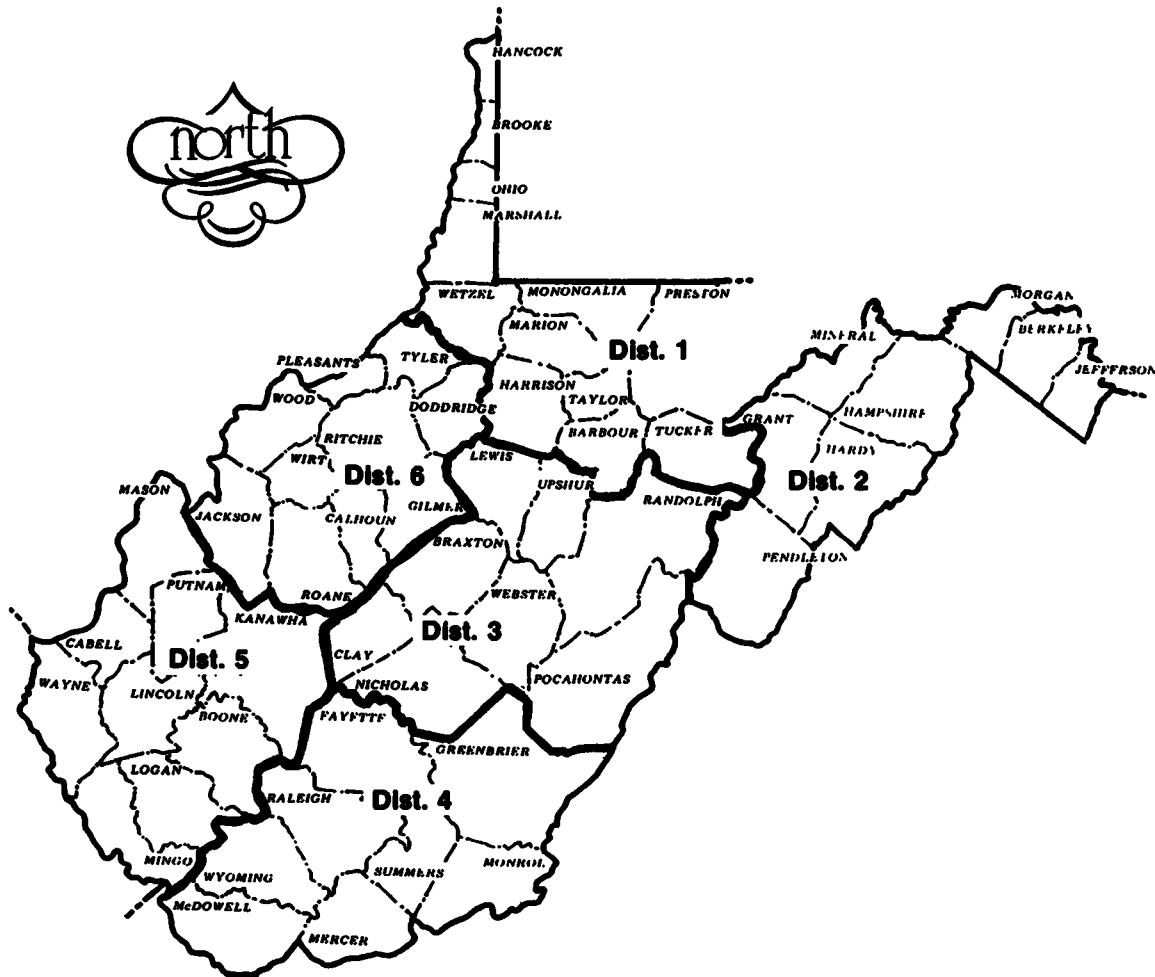 HANCOCK
north
BROOKE
OHIO
MARSHALL
WETZEL
MONONGALIA
PRESTON
MORGAN
MARION
BERKELEY
MINERAL
Dist. 1
TYLER
PLEASANTS
JEFFFRSON
HARRISON
WOOD
TAYLOR
DODDRIDGE
HAMPSHIRE
GRANT
BARBOUR
TUCKER
RITCHIE
LEWIS
HARDY
WIRT
Dist. 6
UPSHUR
Dist. 2
MASON
RANDOLPH
GILMER
JACKSON
CALHOUN
BRAXTON
PENDLETON
PUTNAM
ROANE
WEBSTER
KANAWHA
Dist. 3
CABELL
CLAY
Dist. 5
POCAHONTAS
WAYNE
NICHOLAS
LINCOLN
FAYETTE
BOONE
GREENBRIER
LOGAN
RALEIGH
Dist. 4
MINGO
MONROE
SUMMERS
WYOMING
McDOWELL
MERCER